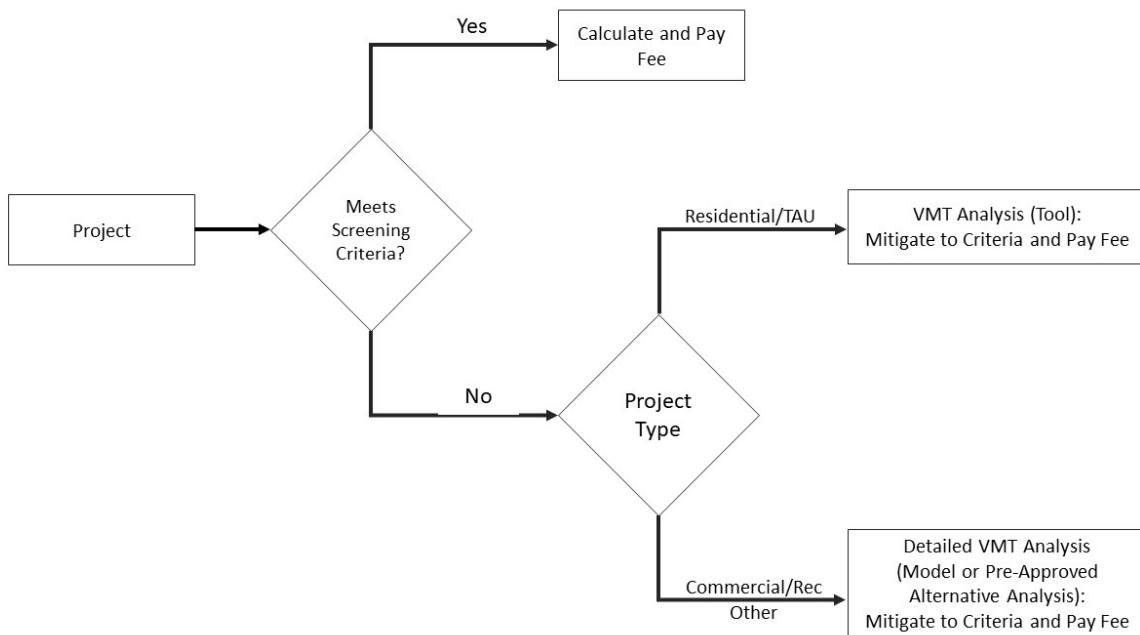 Yes
Calculate and Pay
Fee
Project
Meets
Screening
Criteria?
Residential/TAU
VMT Analysis (Tool):
Mitigate to Criteria and Pay Fee
No
Project
Type
Commercial/Rec
Other
Detailed VMT Analysis
(Model or Pre-Approved
Alternative Analysis):
Mitigate to Criteria and Pay Fee